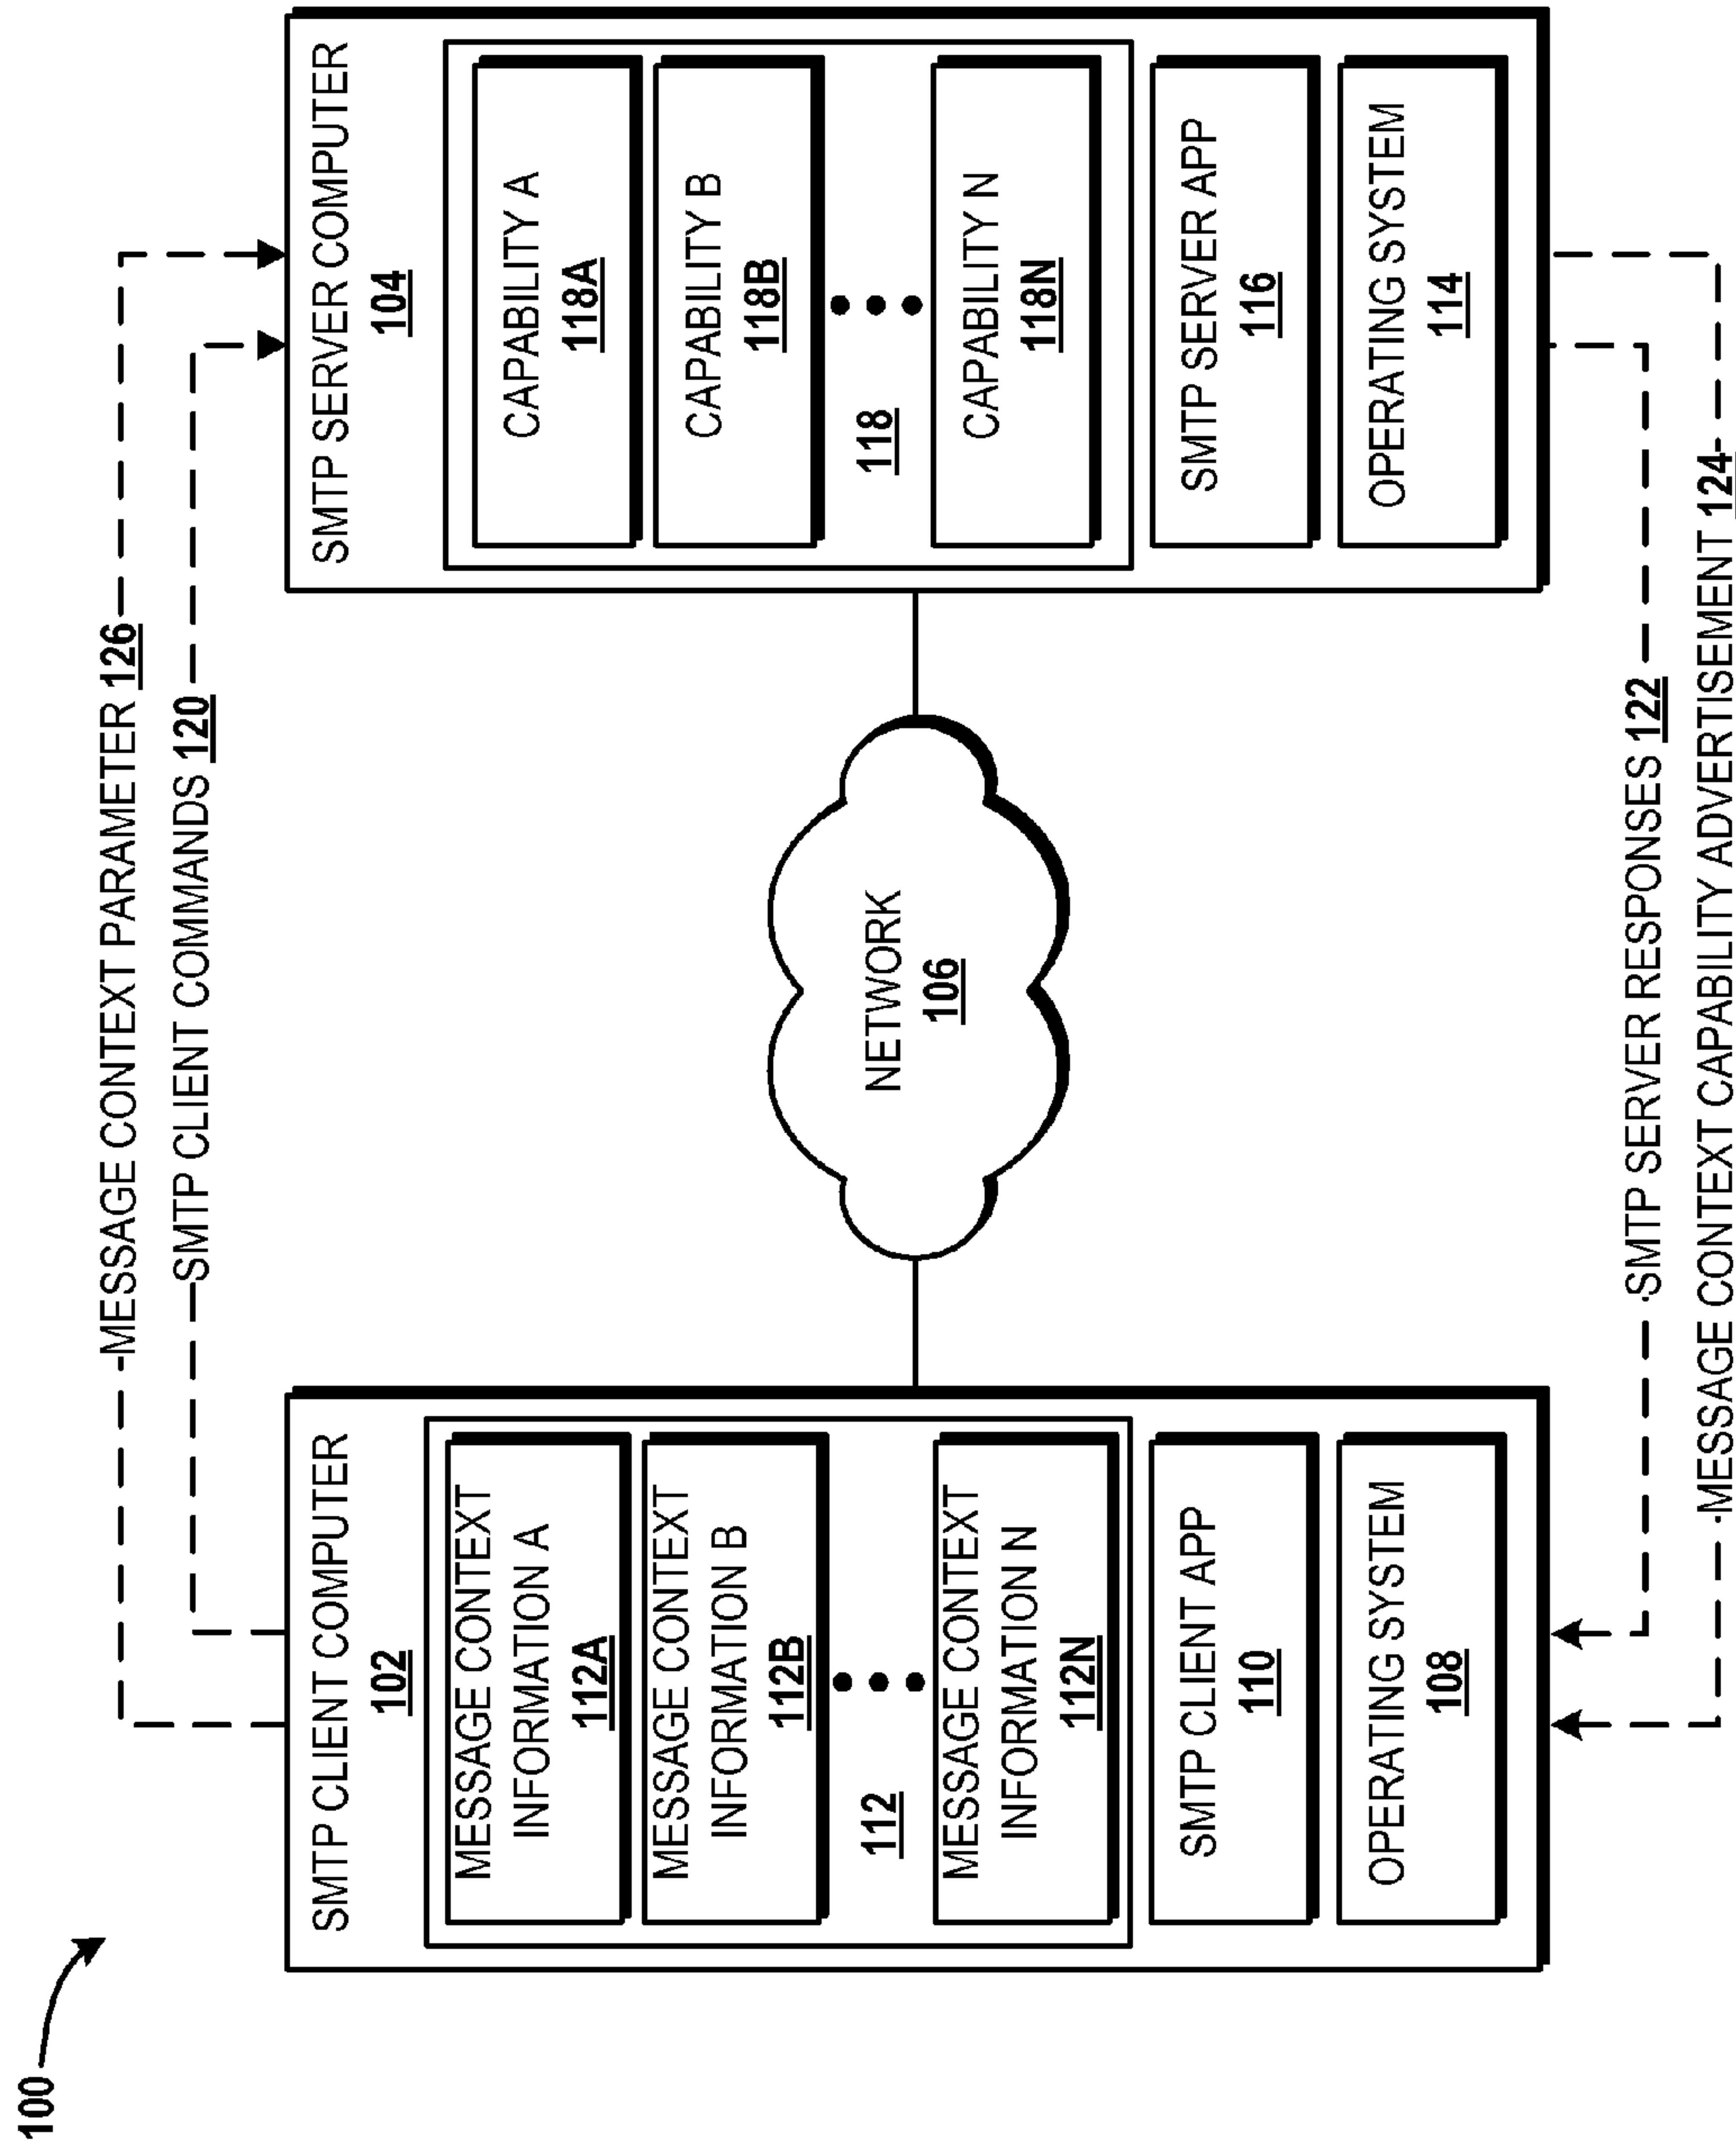 100
MESSAGE CONTEXT PARAMETER 126
SMTP CLIENT COMMANDS 120
SMTP CLIENT COMPUTER
102
MESSAGE CONTEXT
INFORMATION A
112A
MESSAGE CONTEXT
INFORMATION B
112B
112
MESSAGE CONTEXT
INFORMATION N
112N
SMTP CLIENT APP
110
OPERATING SYSTEM
108
NETWORK
106
SMTP SERVER COMPUTER
104
CAPABILITY A
118A
CAPABILITY B
118B
118
CAPABILITY N
118N
SMTP SERVER APP
116
OPERATING SYSTEM
114
SMTP SERVER RESPONSES 122
MESSAGE CONTEXT CAPABILITY ADVERTISEMENT 124